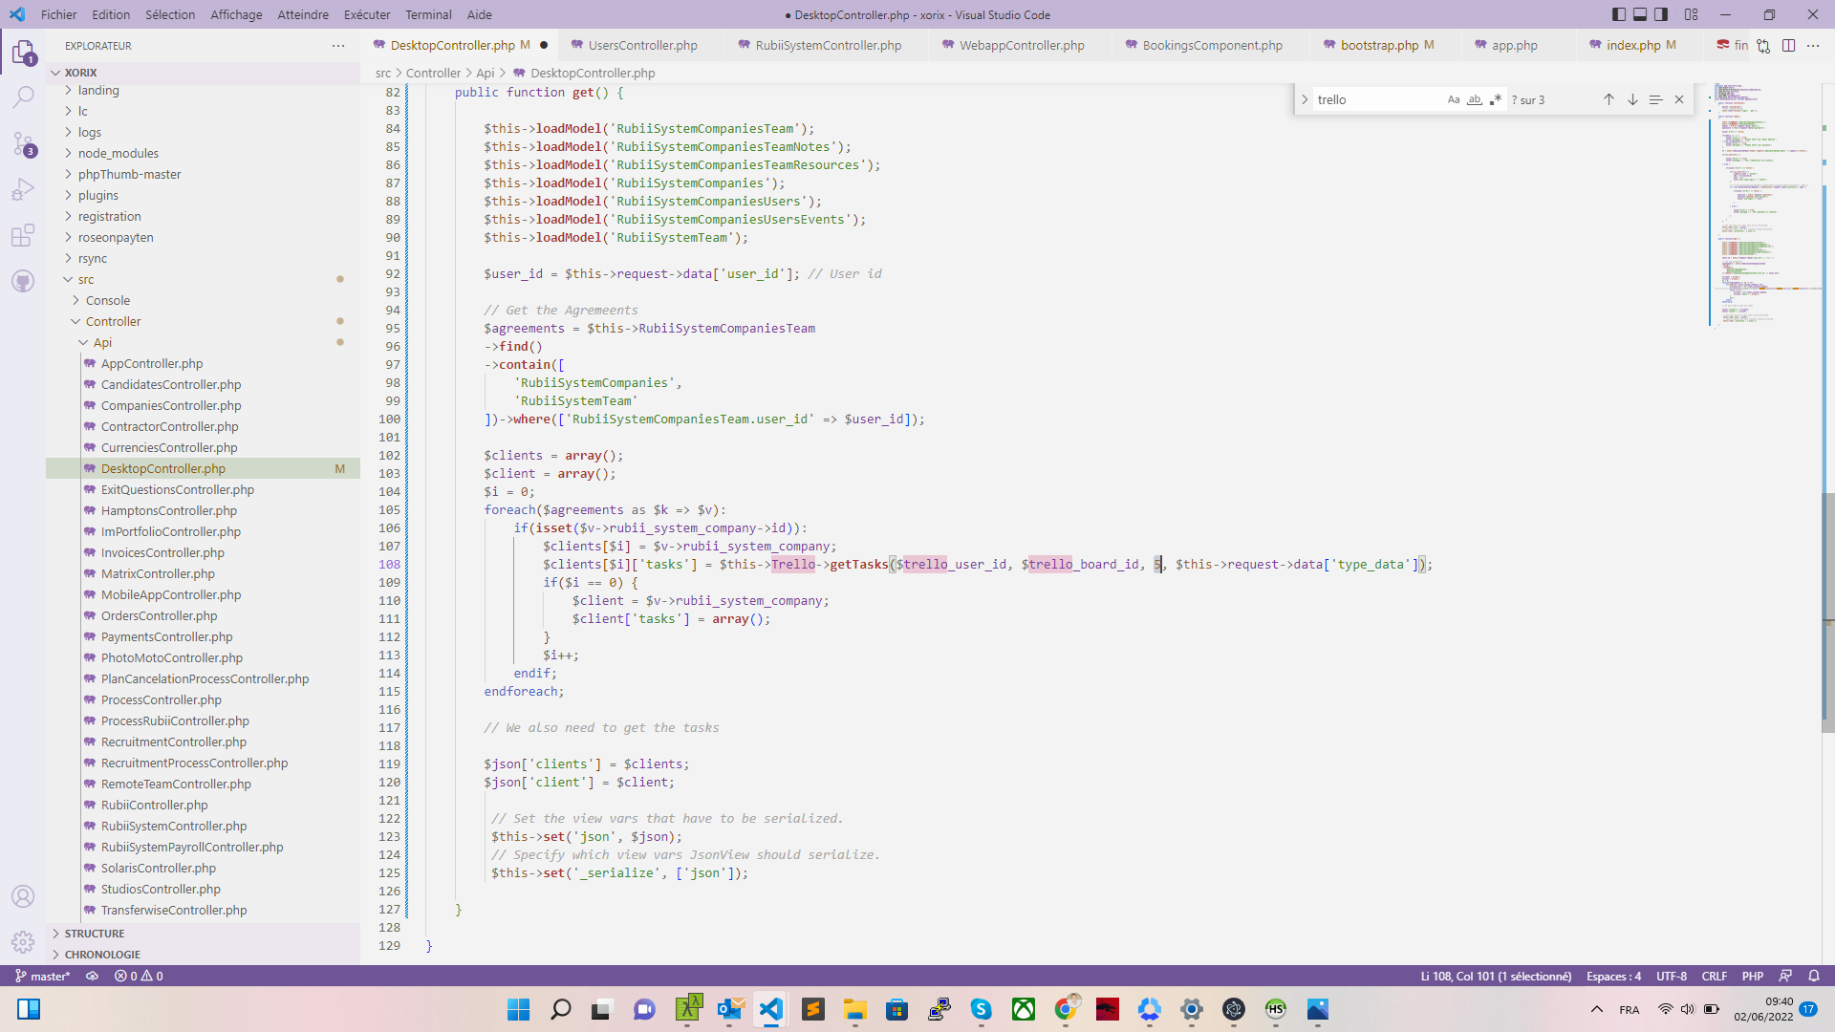 Fichier Edition Sélection Affichage Atteindre Exécuter Terminal Aide
● DesktopController.php - xorix - Visual Studio Code
EXPLORATEUR ···
DesktopController.php M ●
UsersController.php
RubiiSystemController.php
WebappController.php
BookingsComponent.php
bootstrap.php M
app.php
index.php M
fin
src > Controller > Api > DesktopController.php
trello
Aa ab .*
? sur 3
1
3
XORIX
landing
lc
logs
node_modules
phpThumb-master
plugins
registration
roseonpayten
rsync
src
Console
Controller
Api
AppController.php
CandidatesController.php
CompaniesController.php
ContractorController.php
CurrenciesController.php
DesktopController.php M
ExitQuestionsController.php
HamptonsController.php
ImPortfolioController.php
InvoicesController.php
MatrixController.php
MobileAppController.php
OrdersController.php
PaymentsController.php
PhotoMotoController.php
PlanCancelationProcessController.php
ProcessController.php
ProcessRubiiController.php
RecruitmentController.php
RecruitmentProcessController.php
RemoteTeamController.php
RubiiController.php
RubiiSystemController.php
RubiiSystemPayrollController.php
SolarisController.php
StudiosController.php
TransferwiseController.php
STRUCTURE
CHRONOLOGIE
82 public function get() {
83
84 $this->loadModel('RubiiSystemCompaniesTeam');
85 $this->loadModel('RubiiSystemCompaniesTeamNotes');
86 $this->loadModel('RubiiSystemCompaniesTeamResources');
87 $this->loadModel('RubiiSystemCompanies');
88 $this->loadModel('RubiiSystemCompaniesUsers');
89 $this->loadModel('RubiiSystemCompaniesUsersEvents');
90 $this->loadModel('RubiiSystemTeam');
91
92 $user_id = $this->request->data['user_id']; // User id
93
94 // Get the Agremeents
95 $agreements = $this->RubiiSystemCompaniesTeam
96 ->find()
97 ->contain([
98 'RubiiSystemCompanies',
99 'RubiiSystemTeam'
100 ])->where(['RubiiSystemCompaniesTeam.user_id' => $user_id]);
101
102 $clients = array();
103 $client = array();
104 $i = 0;
105 foreach($agreements as $k => $v):
106 if(isset($v->rubii_system_company->id)):
107 $clients[$i] = $v->rubii_system_company;
108 $clients[$i]['tasks'] = $this->Trello->getTasks($trello_user_id, $trello_board_id, 5, $this->request->data['type_data']);
109 if($i == 0) {
110 $client = $v->rubii_system_company;
111 $client['tasks'] = array();
112 }
113 $i++;
114 endif;
115 endforeach;
116
117 // We also need to get the tasks
118
119 $json['clients'] = $clients;
120 $json['client'] = $client;
121
122 // Set the view vars that have to be serialized.
123 $this->set('json', $json);
124 // Specify which view vars JsonView should serialize.
125 $this->set('_serialize', ['json']);
126
127 }
128
129 }
master* 0 0
Li 108, Col 101 (1 sélectionné) Espaces : 4 UTF-8 CRLF PHP
FRA
09:40
02/06/2022
17
HS